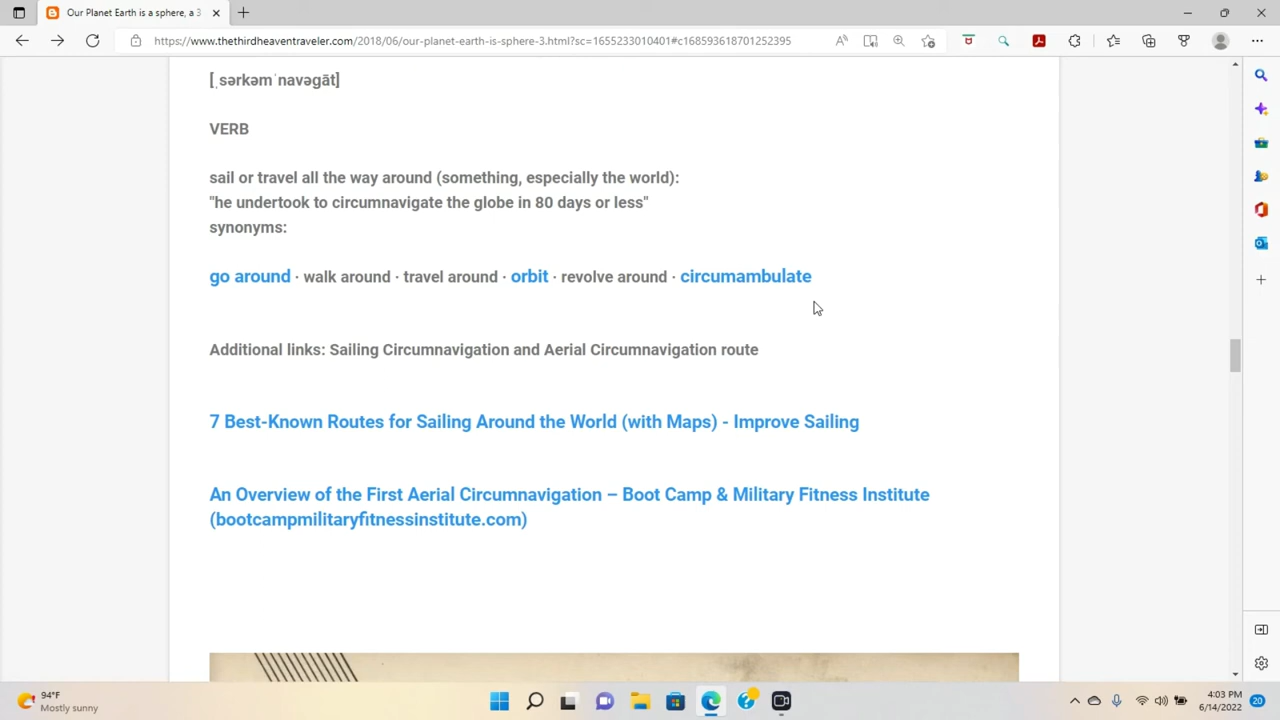 Our Planet Earth is a sphere, a 3
https://www.thethirdheaventraveler.com/2018/06/our-planet-earth-is-sphere-3.html?sc=1655233010401#c168593618701252395
[ˌsərkəmˈnavəɡāt]
VERB
sail or travel all the way around (something, especially the world):
"he undertook to circumnavigate the globe in 80 days or less"
synonyms:
go around · walk around · travel around · orbit · revolve around · circumambulate
Additional links: Sailing Circumnavigation and Aerial Circumnavigation route
7 Best-Known Routes for Sailing Around the World (with Maps) - Improve Sailing
An Overview of the First Aerial Circumnavigation – Boot Camp & Military Fitness Institute
(bootcampmilitaryfitnessinstitute.com)
94°F
Mostly sunny
4:03 PM
6/14/2022
20